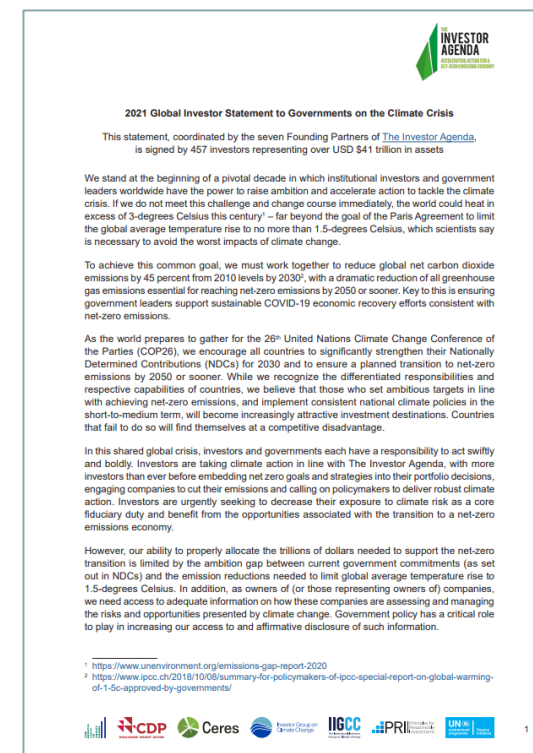 THE
INVESTOR
AGENDA
ACCELERATING ACTION FOR A
NET-ZERO EMISSIONS ECONOMY
2021 Global Investor Statement to Governments on the Climate Crisis
This statement, coordinated by the seven Founding Partners of The Investor Agenda,
is signed by 457 investors representing over USD $41 trillion in assets
We stand at the beginning of a pivotal decade in which institutional investors and government
leaders worldwide have the power to raise ambition and accelerate action to tackle the climate
crisis. If we do not meet this challenge and change course immediately, the world could heat in
excess of 3-degrees Celsius this century¹ – far beyond the goal of the Paris Agreement to limit
the global average temperature rise to no more than 1.5-degrees Celsius, which scientists say
is necessary to avoid the worst impacts of climate change.
To achieve this common goal, we must work together to reduce global net carbon dioxide
emissions by 45 percent from 2010 levels by 2030², with a dramatic reduction of all greenhouse
gas emissions essential for reaching net-zero emissions by 2050 or sooner. Key to this is ensuring
government leaders support sustainable COVID-19 economic recovery efforts consistent with
net-zero emissions.
As the world prepares to gather for the 26th United Nations Climate Change Conference of
the Parties (COP26), we encourage all countries to significantly strengthen their Nationally
Determined Contributions (NDCs) for 2030 and to ensure a planned transition to net-zero
emissions by 2050 or sooner. While we recognize the differentiated responsibilities and
respective capabilities of countries, we believe that those who set ambitious targets in line
with achieving net-zero emissions, and implement consistent national climate policies in the
short-to-medium term, will become increasingly attractive investment destinations. Countries
that fail to do so will find themselves at a competitive disadvantage.
In this shared global crisis, investors and governments each have a responsibility to act swiftly
and boldly. Investors are taking climate action in line with The Investor Agenda, with more
investors than ever before embedding net zero goals and strategies into their portfolio decisions,
engaging companies to cut their emissions and calling on policymakers to deliver robust climate
action. Investors are urgently seeking to decrease their exposure to climate risk as a core
fiduciary duty and benefit from the opportunities associated with the transition to a net-zero
emissions economy.
However, our ability to properly allocate the trillions of dollars needed to support the net-zero
transition is limited by the ambition gap between current government commitments (as set
out in NDCs) and the emission reductions needed to limit global average temperature rise to
1.5-degrees Celsius. In addition, as owners of (or those representing owners of) companies,
we need access to adequate information on how these companies are assessing and managing
the risks and opportunities presented by climate change. Government policy has a critical role
to play in increasing our access to and affirmative disclosure of such information.
¹ https://www.unenvironment.org/emissions-gap-report-2020
² https://www.ipcc.ch/2018/10/08/summary-for-policymakers-of-ipcc-special-report-on-global-warming-
of-1-5c-approved-by-governments/
CDP
Ceres
Investor Group on
Climate Change
IIGCC
PRI
Principles for
Responsible
Investment
UN
environment
programme
Finance
Initiative
1